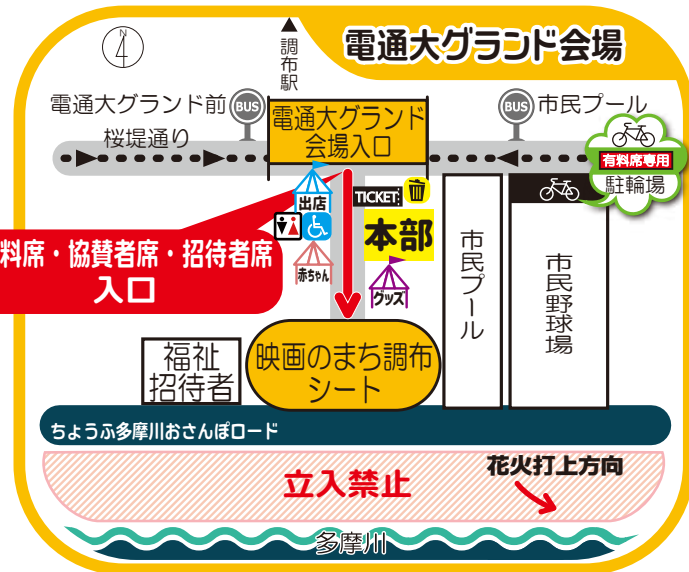 電通大グランド会場
N
調布駅
電通大グランド前
BUS
桜堤通り
電通大グランド
会場入口
BUS
市民プール
有料席専用
駐輪場
出店
TICKET
本部
赤ちゃん
グッズ
料席・協賛者席・招待者席
入口
市民プール
市民野球場
福祉
招待者
映画のまち調布
シート
ちょうふ多摩川おさんぽロード
立入禁止
花火打上方向
多摩川